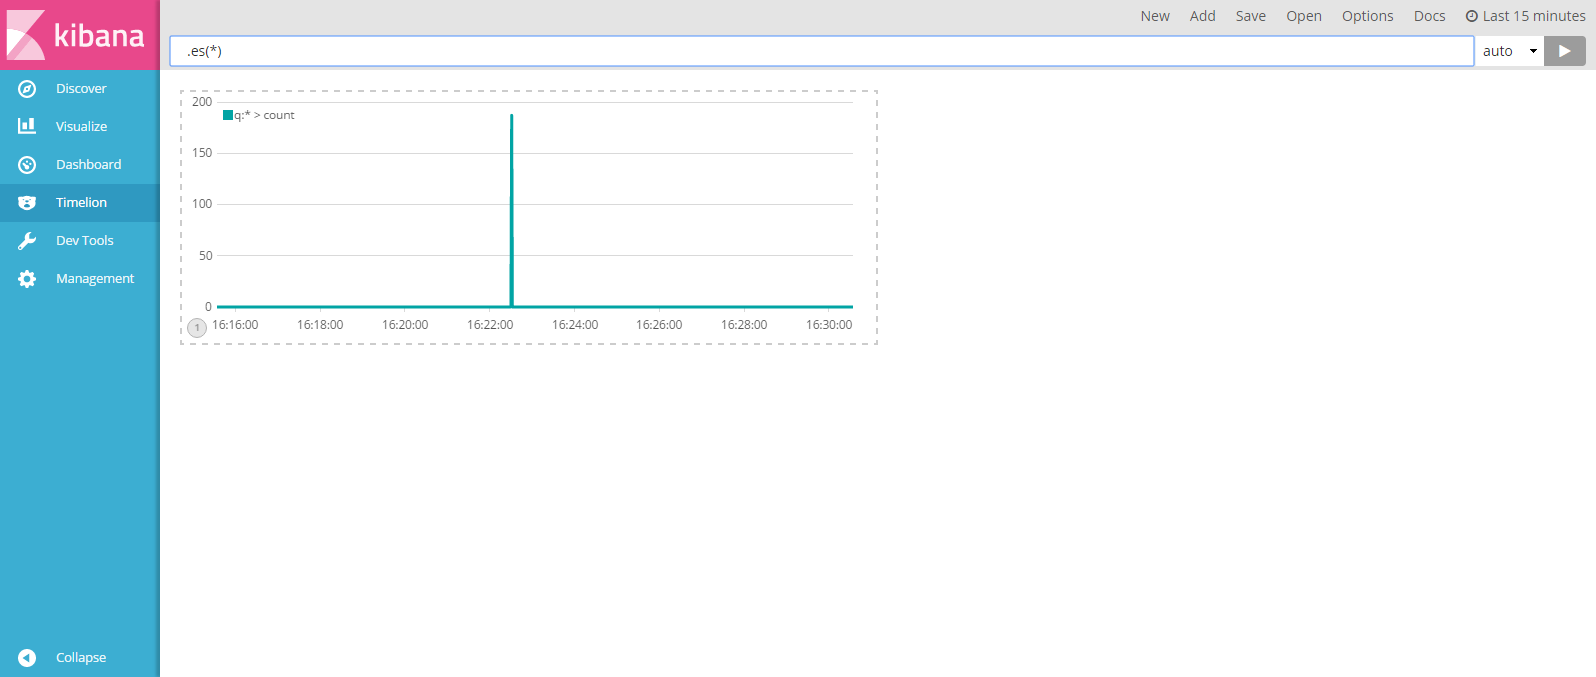 kibana
New Add Save Open Options Docs Last 15 minutes
.es(*)
auto
Discover
Visualize
Dashboard
Timelion
Dev Tools
Management
Collapse
q:* > count
200
150
100
50
0
1
16:16:00 16:18:00 16:20:00 16:22:00 16:24:00 16:26:00 16:28:00 16:30:00